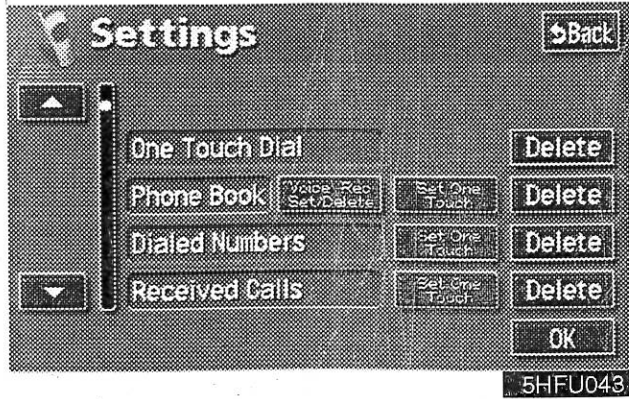 Settings
Back
One Touch Dial Delete
Phone Book Voice Rec Set/Delete Set One Touch Delete
Dialed Numbers Set One Touch Delete
Received Calls Set One Touch Delete
OK
5HFU043